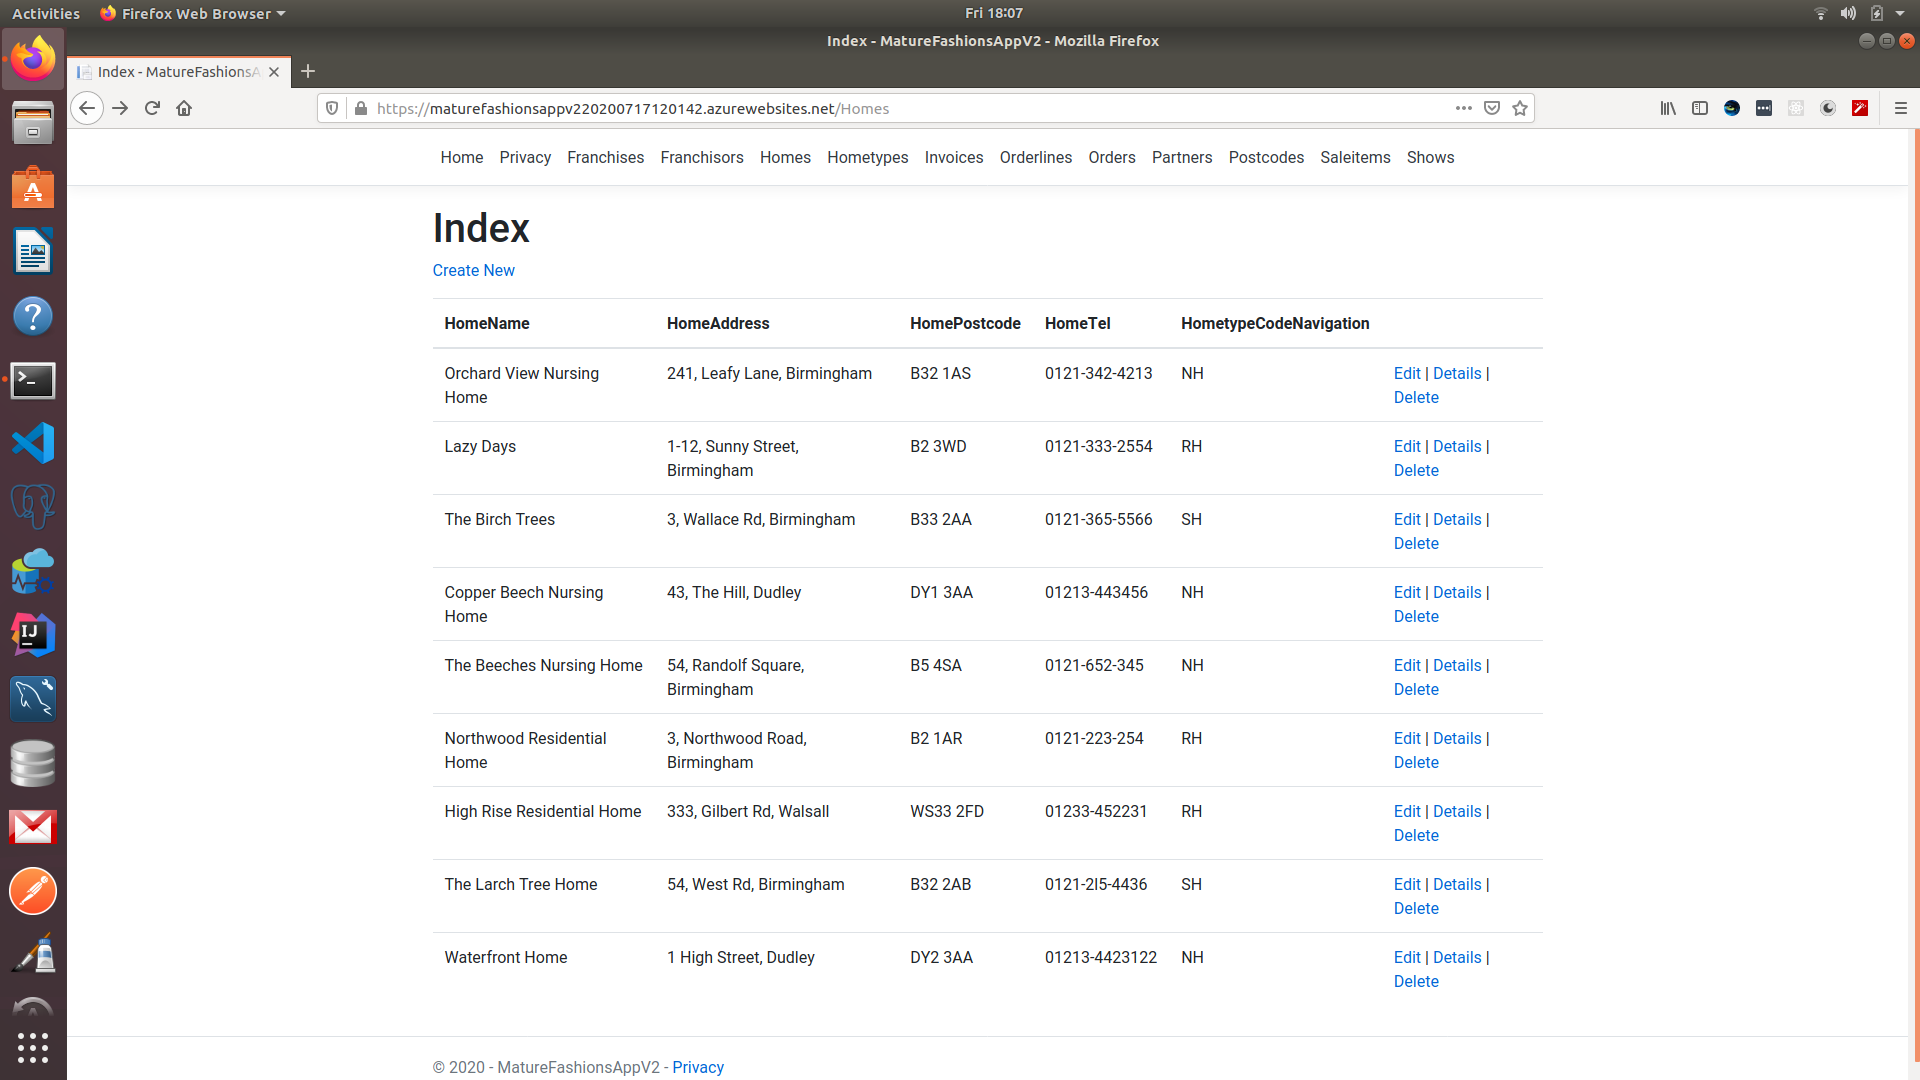 Activities Firefox Web Browser Fri 18:07
Index - MatureFashionsAppV2 - Mozilla Firefox
Index - MatureFashionsA
https://maturefashionsappv220200717120142.azurewebsites.net/Homes
Home Privacy Franchises Franchisors Homes Hometypes Invoices Orderlines Orders Partners Postcodes Saleitems Shows
Index
Create New
HomeName HomeAddress HomePostcode HomeTel HometypeCodeNavigation
Orchard View Nursing 241, Leafy Lane, Birmingham B32 1AS 0121-342-4213 NH Edit | Details |
Home Delete
Lazy Days 1-12, Sunny Street, B2 3WD 0121-333-2554 RH Edit | Details |
Birmingham Delete
The Birch Trees 3, Wallace Rd, Birmingham B33 2AA 0121-365-5566 SH Edit | Details |
Delete
Copper Beech Nursing 43, The Hill, Dudley DY1 3AA 01213-443456 NH Edit | Details |
Home Delete
The Beeches Nursing Home 54, Randolf Square, B5 4SA 0121-652-345 NH Edit | Details |
Birmingham Delete
Northwood Residential 3, Northwood Road, B2 1AR 0121-223-254 RH Edit | Details |
Home Birmingham Delete
High Rise Residential Home 333, Gilbert Rd, Walsall WS33 2FD 01233-452231 RH Edit | Details |
Delete
The Larch Tree Home 54, West Rd, Birmingham B32 2AB 0121-2l5-4436 SH Edit | Details |
Delete
Waterfront Home 1 High Street, Dudley DY2 3AA 01213-4423122 NH Edit | Details |
Delete
© 2020 - MatureFashionsAppV2 - Privacy